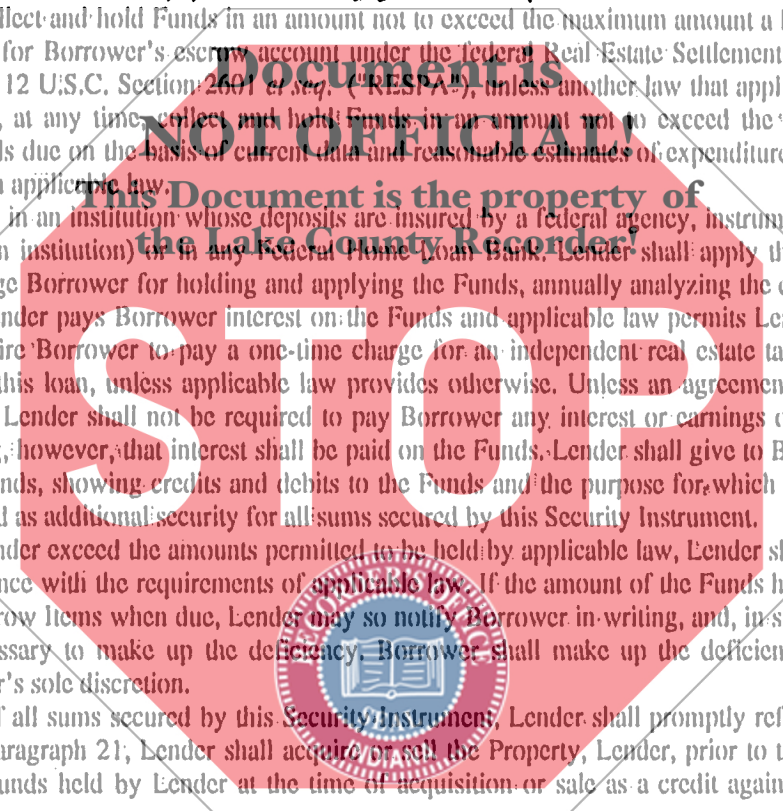 llect and hold Funds in an amount not to exceed the maximum amount a l
for Borrower's escrow account under the federal Real Estate Settlement
12 U.S.C. Section 2601 et seq. ("RESPA"), unless another law that appl
, at any time, collect and hold Funds in an amount not to exceed the
ls due on the basis of current data and reasonable estimates of expenditure
applicable law.
in an institution whose deposits are insured by a federal agency, instrum
n institution) or in any Federal Home Loan Bank. Lender shall apply th
ge Borrower for holding and applying the Funds, annually analyzing the
nder pays Borrower interest on the Funds and applicable law permits Len
ire Borrower to pay a one-time charge for an independent real estate ta
this loan, unless applicable law provides otherwise. Unless an agreemen
Lender shall not be required to pay Borrower any interest or earnings o
, however, that interest shall be paid on the Funds. Lender shall give to B
nds, showing credits and debits to the Funds and the purpose for which
d as additional security for all sums secured by this Security Instrument.
nder exceed the amounts permitted to be held by applicable law, Lender sh
nce with the requirements of applicable law. If the amount of the Funds h
row Items when due, Lender may so notify Borrower in writing, and, in s
ssary to make up the deficiency. Borrower shall make up the deficien
r's sole discretion.
f all sums secured by this Security Instrument, Lender shall promptly ref
aragraph 21, Lender shall acquire or sell the Property, Lender, prior to t
unds held by Lender at the time of acquisition or sale as a credit again
Document is
NOT OFFICIAL!
This Document is the property of
the Lake County Recorder!
STOP
RECORDER'S OFFICE
SEAL
INDIANA